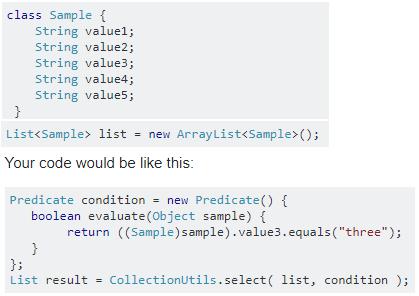 class Sample {
    String value1;
    String value2;
    String value3;
    String value4;
    String value5;
 }
List<Sample> list = new ArrayList<Sample>();
Your code would be like this:
Predicate condition = new Predicate() {
   boolean evaluate(Object sample) {
        return ((Sample)sample).value3.equals("three");
   }
};
List result = CollectionUtils.select( list, condition );